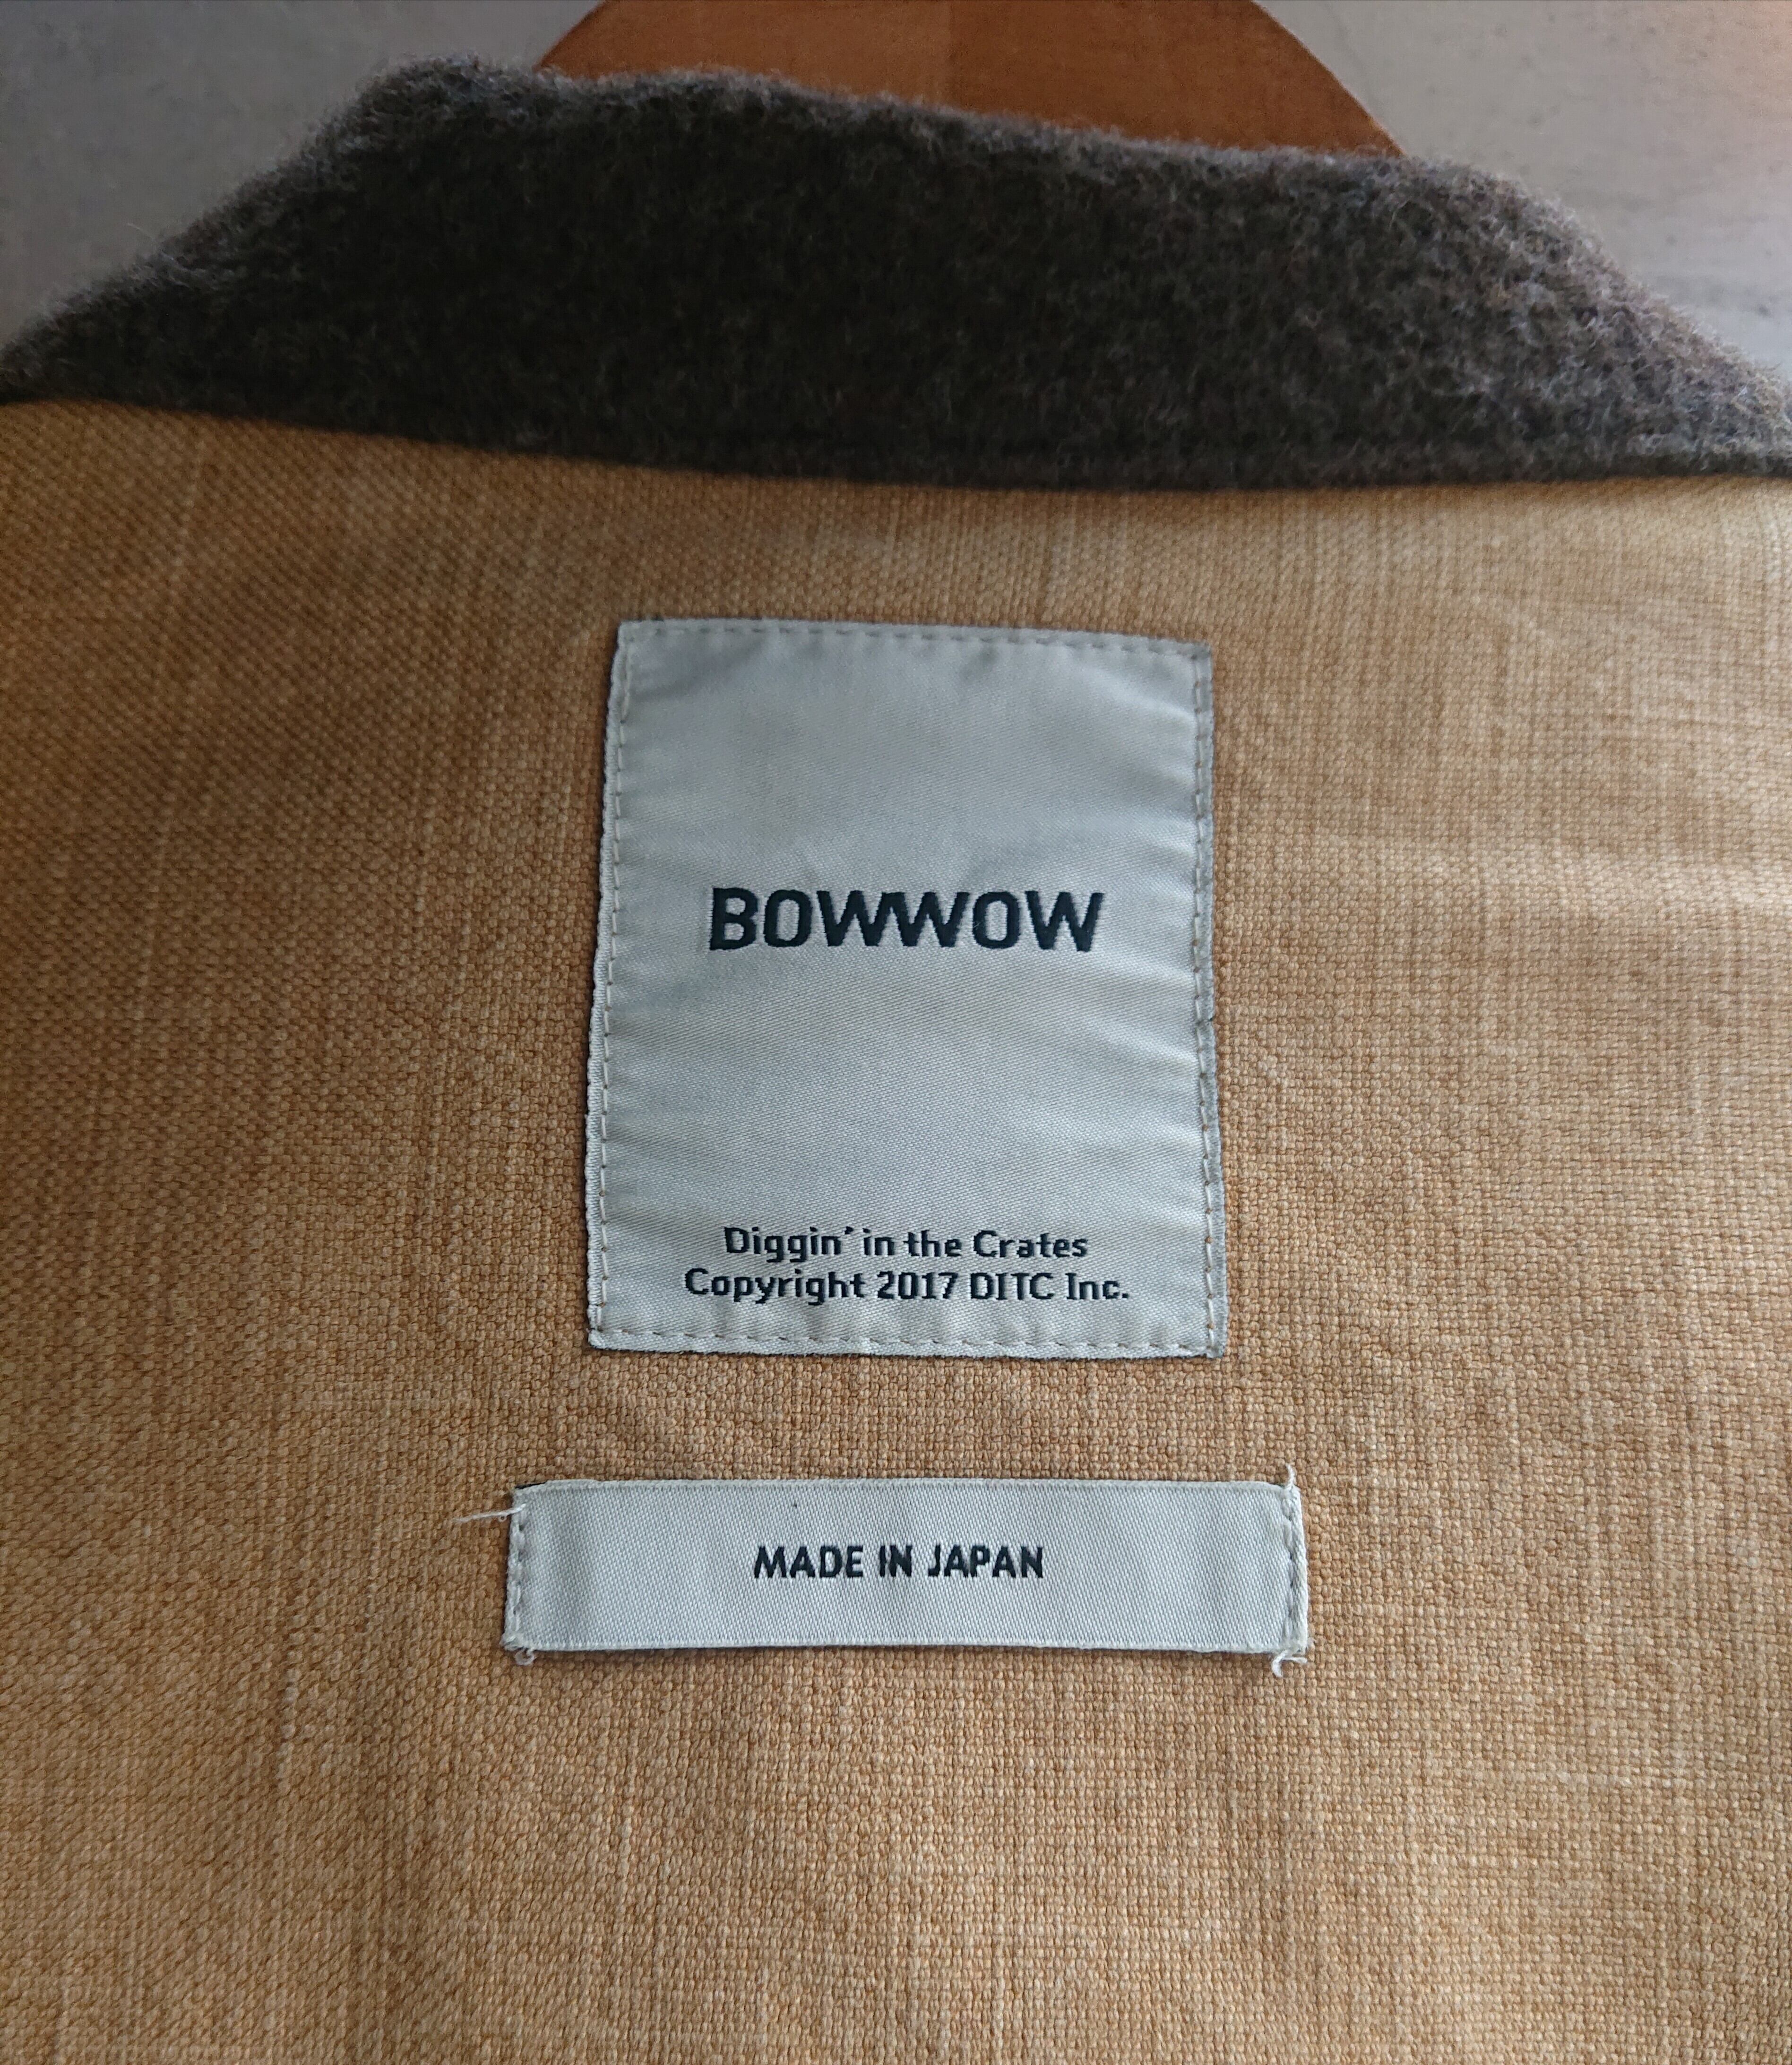 BOWWOW
Diggin' in the Crates
Copyright 2017 DITC Inc.
MADE IN JAPAN